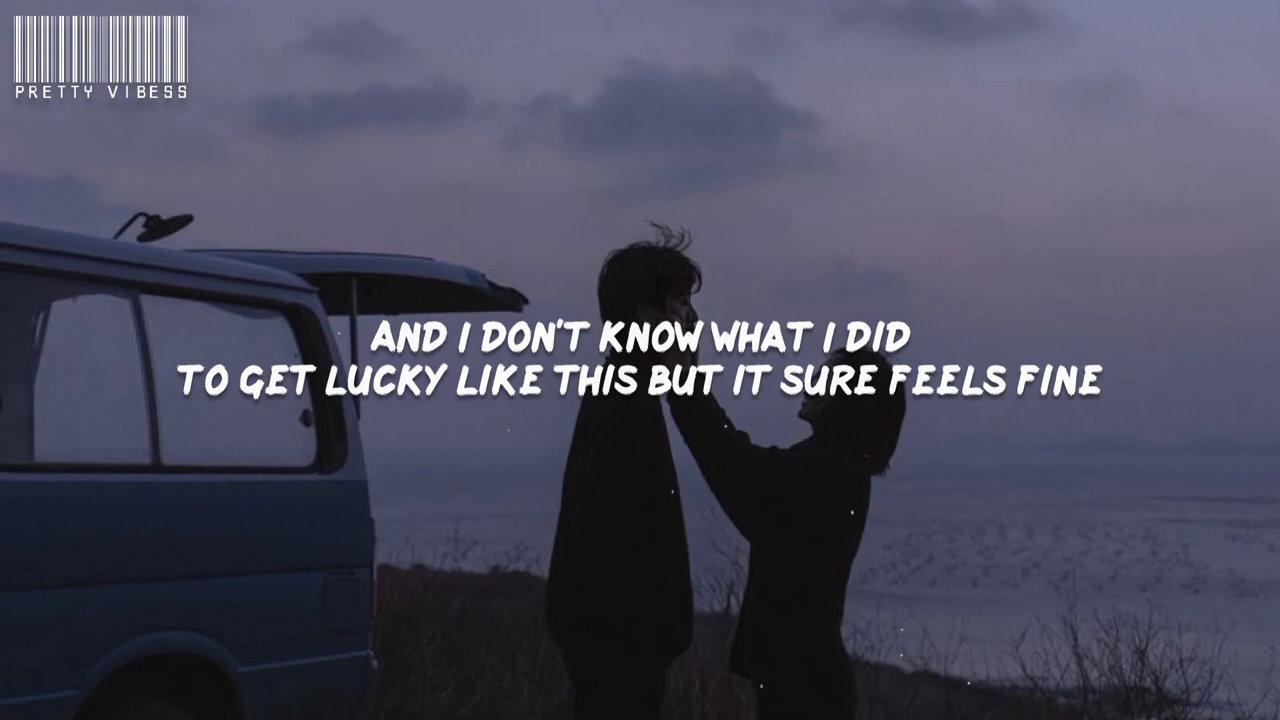 PRETTY VIBESS
AND I DON'T KNOW WHAT I DID
TO GET LUCKY LIKE THIS BUT IT SURE FEELS FINE